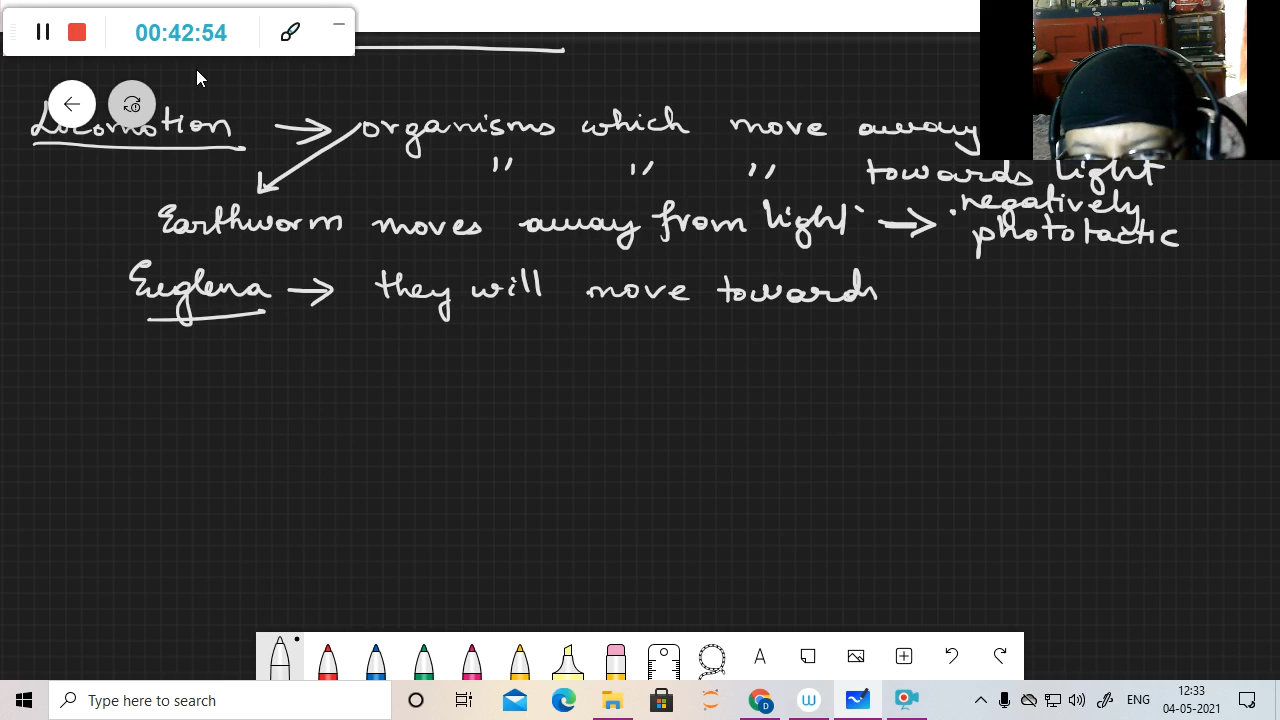 00:42:54
Locomotion → organisms which move away
" " " towards light
Earthworm moves away from light → negatively
phototactic
Euglena → they will move towards
Type here to search
ENG
12:33
04-05-2021